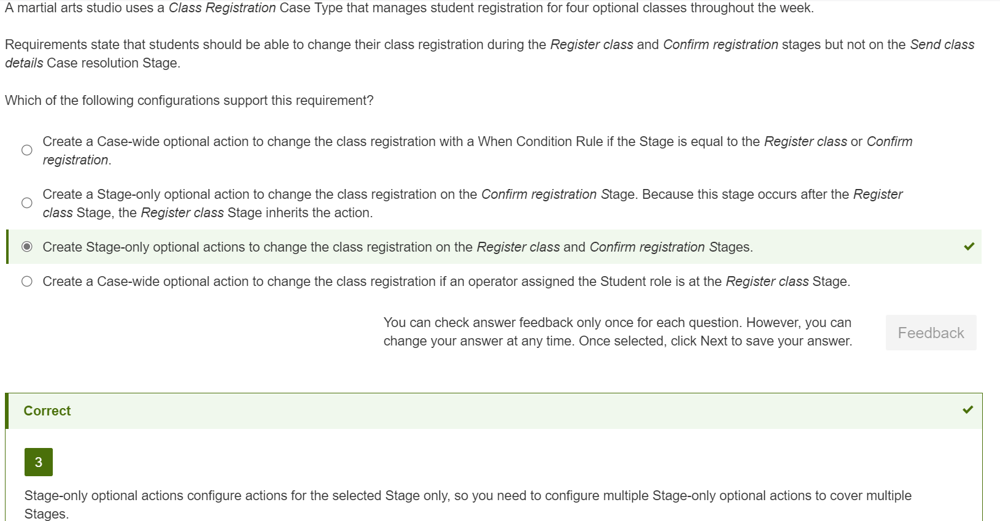 A martial arts studio uses a Class Registration Case Type that manages student registration for four optional classes throughout the week.
Requirements state that students should be able to change their class registration during the Register class and Confirm registration stages but not on the Send class
details Case resolution Stage.
Which of the following configurations support this requirement?
Create a Case-wide optional action to change the class registration with a When Condition Rule if the Stage is equal to the Register class or Confirm
registration.
Create a Stage-only optional action to change the class registration on the Confirm registration Stage. Because this stage occurs after the Register
class Stage, the Register class Stage inherits the action.
Create Stage-only optional actions to change the class registration on the Register class and Confirm registration Stages.
Create a Case-wide optional action to change the class registration if an operator assigned the Student role is at the Register class Stage.
You can check answer feedback only once for each question. However, you can
change your answer at any time. Once selected, click Next to save your answer.
Feedback
Correct
3
Stage-only optional actions configure actions for the selected Stage only, so you need to configure multiple Stage-only optional actions to cover multiple
Stages.